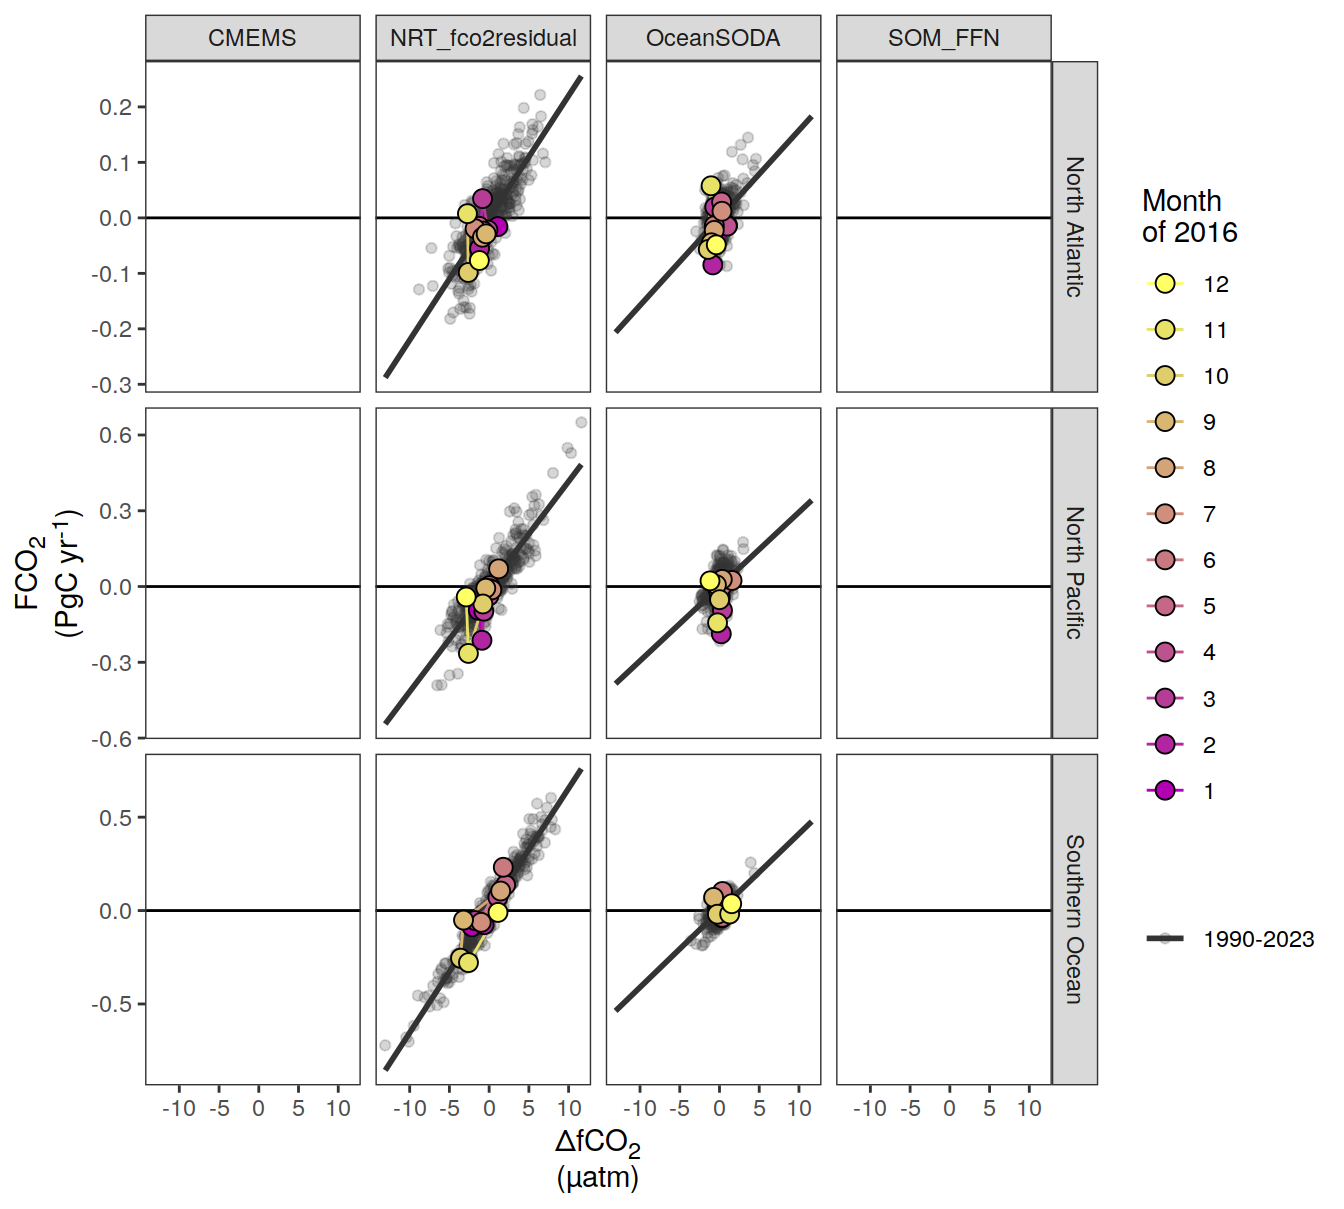 CMEMS NRT_fco2residual OceanSODA SOM_FFN
0.2
0.1
0.0
-0.1
-0.2
-0.3
North Atlantic
0.6
0.3
0.0
-0.3
-0.6
North Pacific
0.5
0.0
-0.5
Southern Ocean
-10 -5 0 5 10 -10 -5 0 5 10 -10 -5 0 5 10 -10 -5 0 5 10
ΔfCO₂
(µatm)
FCO₂
(PgC yr⁻¹)
Month
of 2016
12
11
10
9
8
7
6
5
4
3
2
1
1990-2023